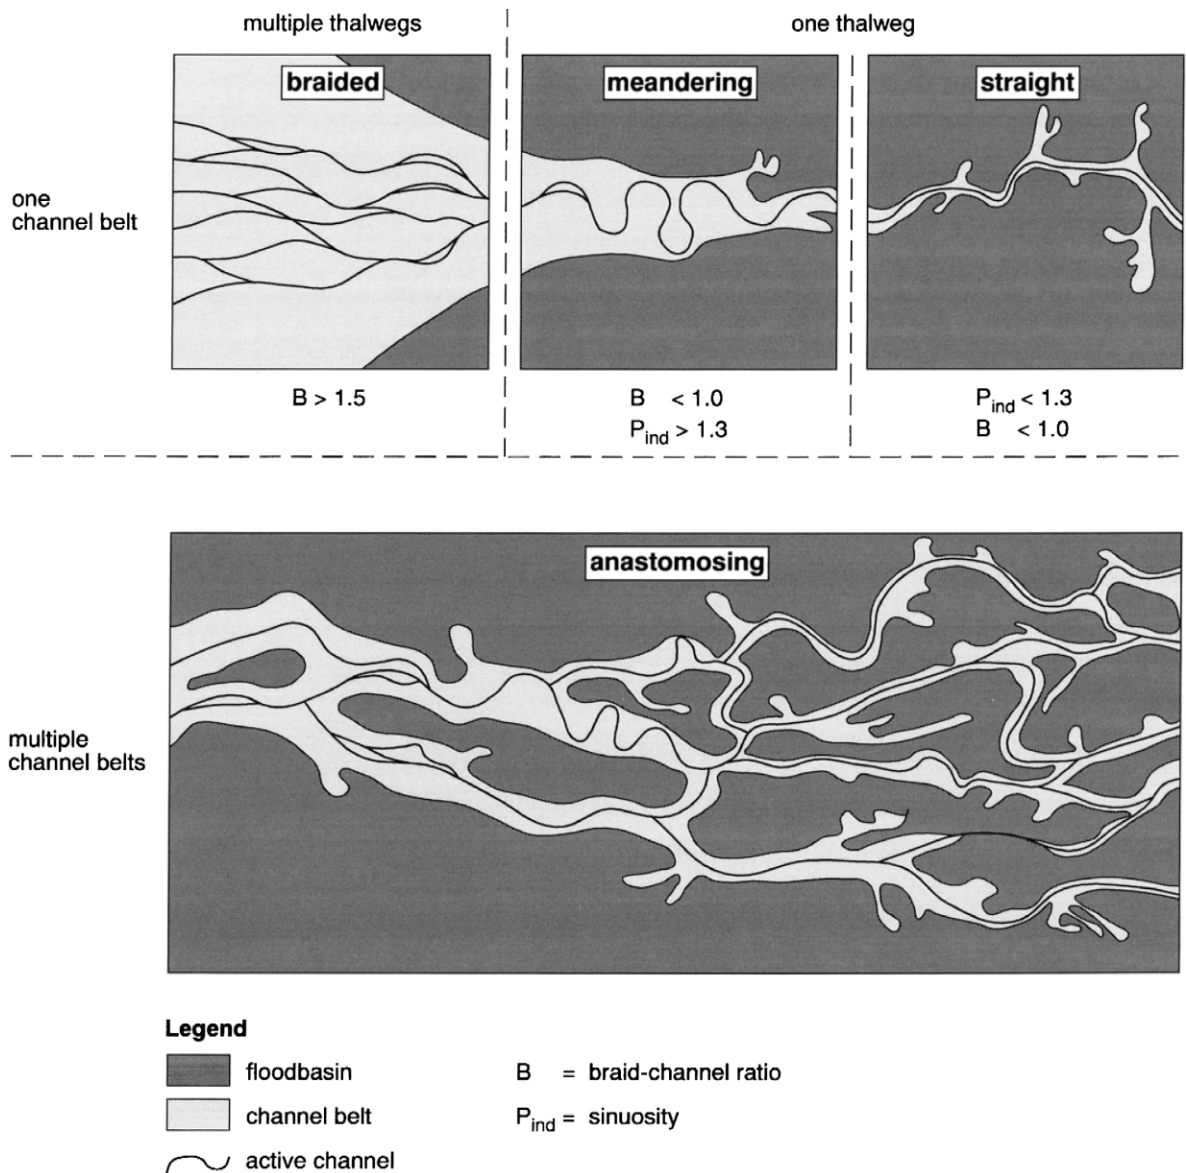 multiple thalwegs
one thalweg
braided
meandering
straight
one
channel belt
B > 1.5
B < 1.0
P_ind > 1.3
P_ind < 1.3
B < 1.0
anastomosing
multiple
channel belts
Legend
floodbasin
channel belt
active channel
B = braid-channel ratio
P_ind = sinuosity